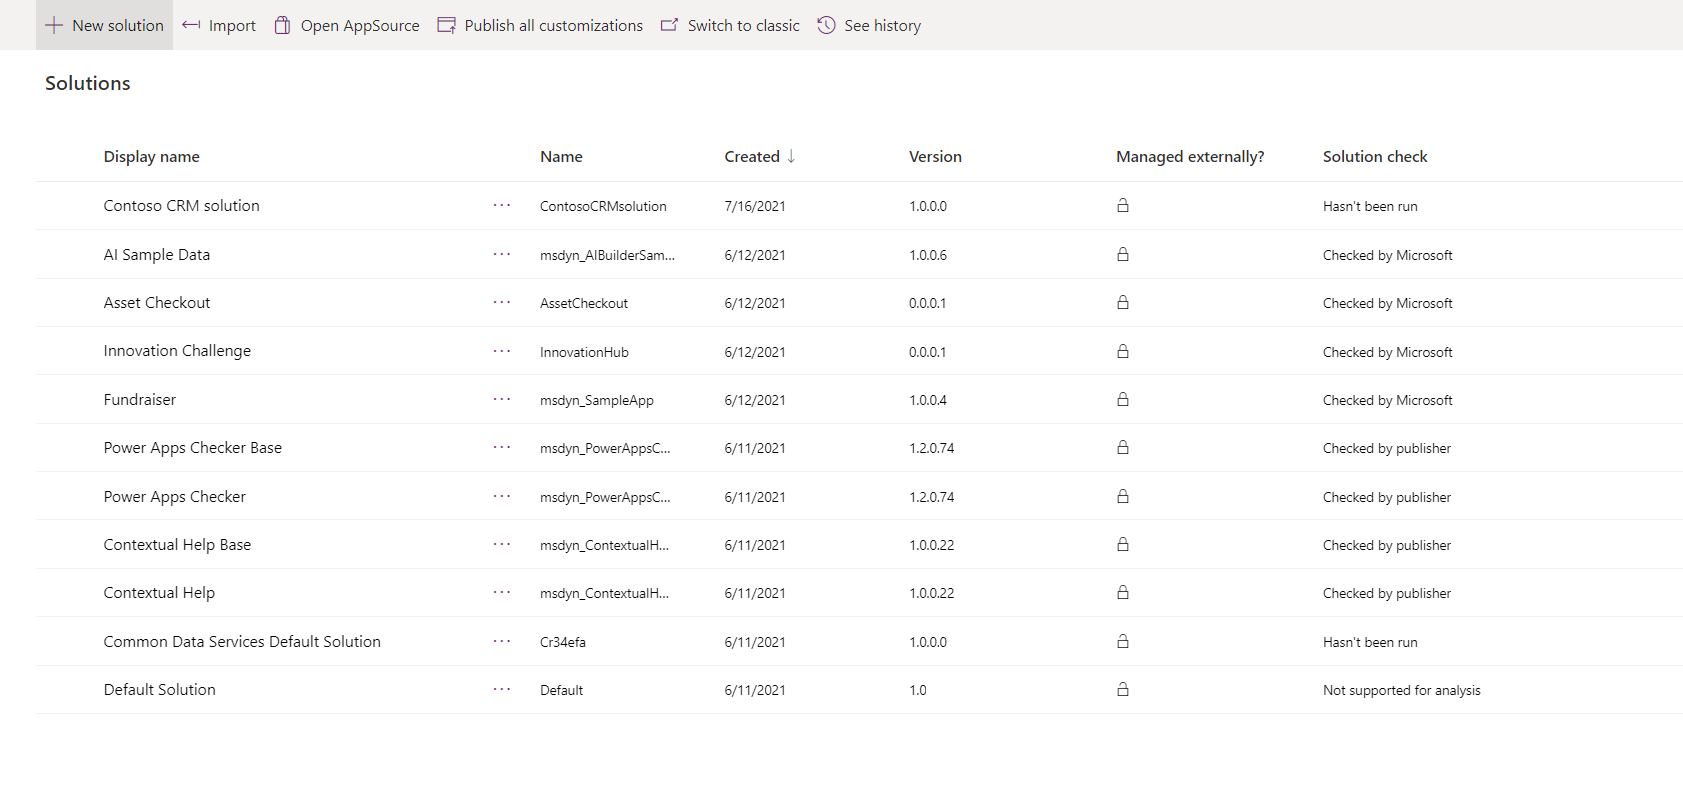 New solution Import Open AppSource Publish all customizations Switch to classic See history
Solutions
Display name Name Created Version Managed externally? Solution check
Contoso CRM solution ContosoCRMsolution 7/16/2021 1.0.0.0 Hasn't been run
AI Sample Data msdyn_AIBuilderSam... 6/12/2021 1.0.0.6 Checked by Microsoft
Asset Checkout AssetCheckout 6/12/2021 0.0.0.1 Checked by Microsoft
Innovation Challenge InnovationHub 6/12/2021 0.0.0.1 Checked by Microsoft
Fundraiser msdyn_SampleApp 6/12/2021 1.0.0.4 Checked by Microsoft
Power Apps Checker Base msdyn_PowerAppsC... 6/11/2021 1.2.0.74 Checked by publisher
Power Apps Checker msdyn_PowerAppsC... 6/11/2021 1.2.0.74 Checked by publisher
Contextual Help Base msdyn_ContextualH... 6/11/2021 1.0.0.22 Checked by publisher
Contextual Help msdyn_ContextualH... 6/11/2021 1.0.0.22 Checked by publisher
Common Data Services Default Solution Cr34efa 6/11/2021 1.0.0.0 Hasn't been run
Default Solution Default 6/11/2021 1.0 Not supported for analysis